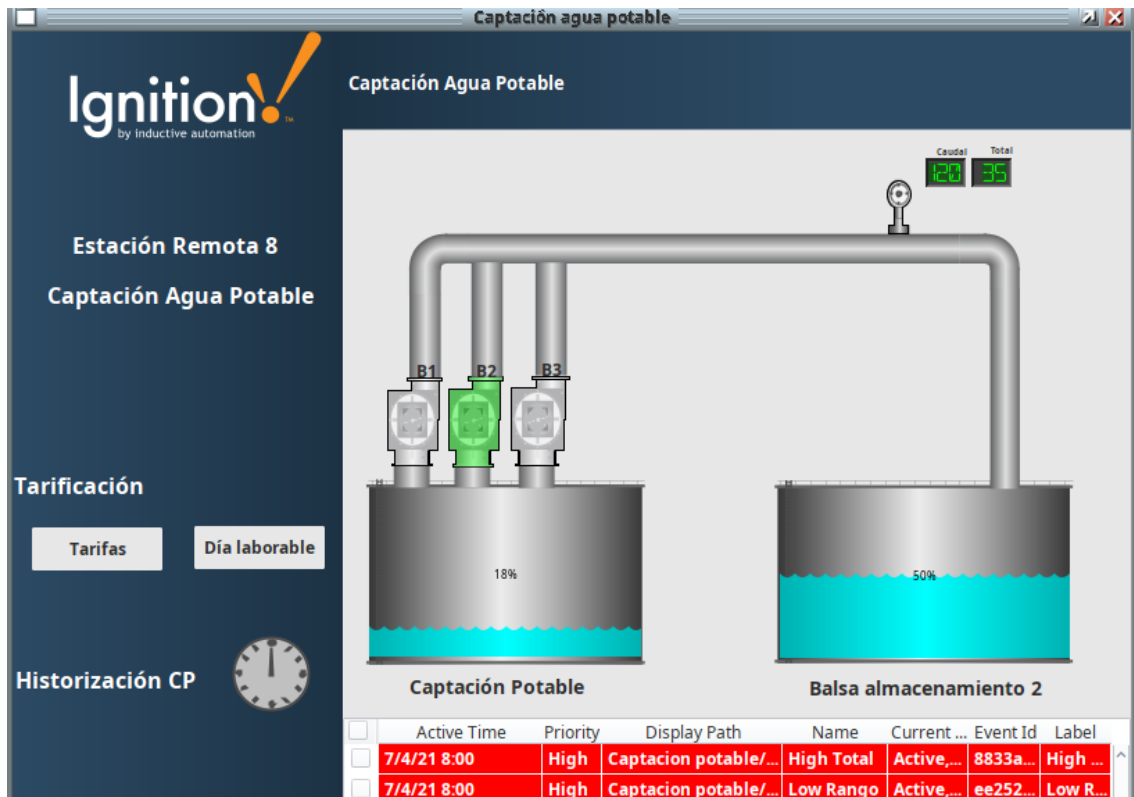 Captación agua potable
Ignition!
by inductive automation
TM
Captación Agua Potable
Estación Remota 8
Captación Agua Potable
Tarificación
Tarifas
Día laborable
Historización CP
Caudal Total
120 35
B1 B2 B3
18%
50%
Captación Potable
Balsa almacenamiento 2
Active Time Priority Display Path Name Current ... Event Id Label
7/4/21 8:00 High Captacion potable/... High Total Active,... 8833a... High ...
7/4/21 8:00 High Captacion potable/... Low Rango Active,... ee252... Low R...